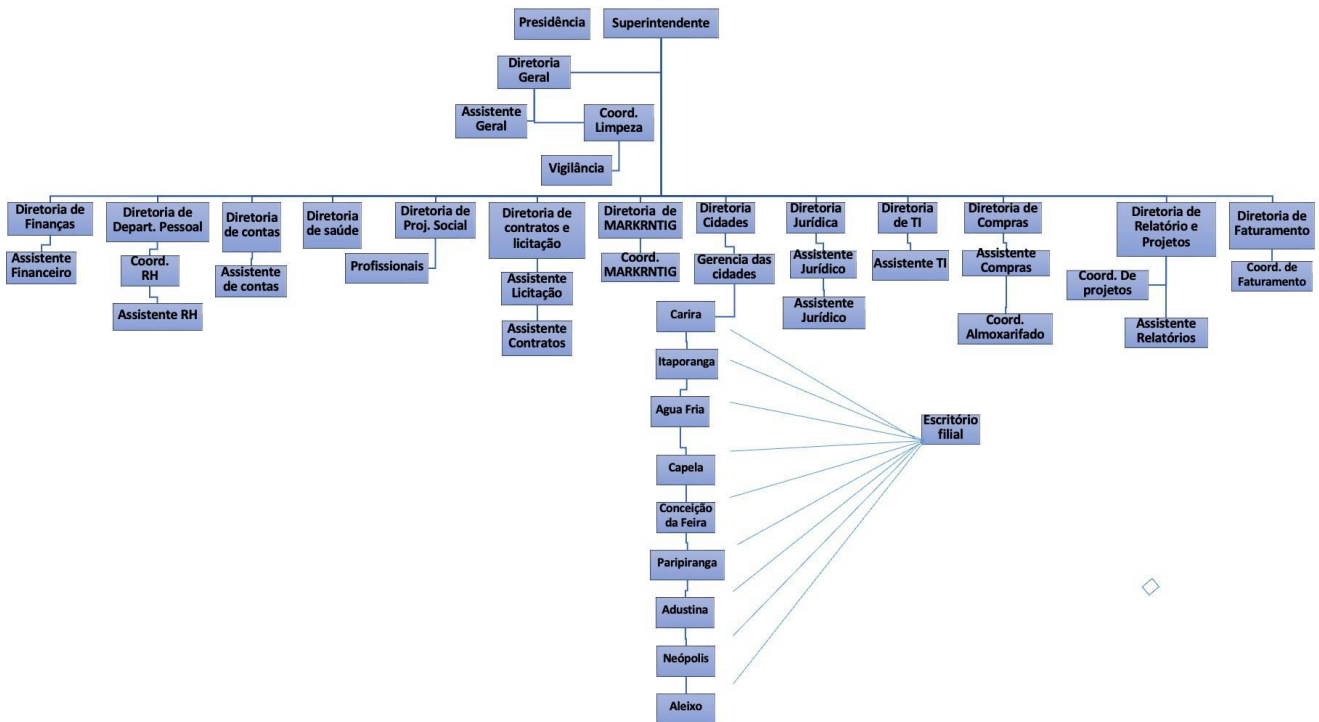 Presidência
Superintendente
Diretoria
Geral
Assistente
Geral
Coord.
Limpeza
Vigilância
Diretoria de
Finanças
Assistente
Financeiro
Diretoria de
Depart. Pessoal
Coord.
RH
Assistente RH
Diretoria
de contas
Assistente
de contas
Diretoria
de saúde
Diretoria de
Proj. Social
Profissionais
Diretoria de
contratos e
licitação
Assistente
Licitação
Assistente
Contratos
Diretoria de
MARKRNTIG
Coord.
MARKRNTIG
Diretoria
Cidades
Gerencia das
cidades
Carira
Itaporanga
Agua Fria
Capela
Conceição
da Feira
Paripiranga
Adustina
Neópolis
Aleixo
Diretoria
Jurídica
Assistente
Jurídico
Assistente
Jurídico
Diretoria
de TI
Assistente TI
Diretoria de
Compras
Assistente
Compras
Coord.
Almoxarifado
Diretoria de
Relatório e
Projetos
Coord. De
projetos
Assistente
Relatórios
Diretoria de
Faturamento
Coord. de
Faturamento
Escritório
filial